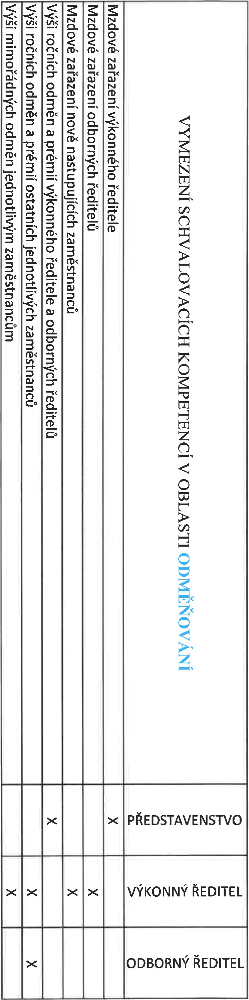 VYMEZENÍ SCHVALOVACÍCH KOMPETENCÍ V OBLASTI ODMĚŇOVÁNÍ PŘEDSTAVENSTVO VÝKONNÝ ŘEDITEL ODBORNÝ ŘEDITEL
Mzdové zařazení výkonného ředitele X
Mzdové zařazení odborných ředitelů X
Mzdové zařazení nově nastupujících zaměstnanců X
Výši ročních odměn a prémií výkonného ředitele a odborných ředitelů X
Výši ročních odměn a prémií ostatních jednotlivých zaměstnanců X X
Výši mimořádných odměn jednotlivým zaměstnancům X